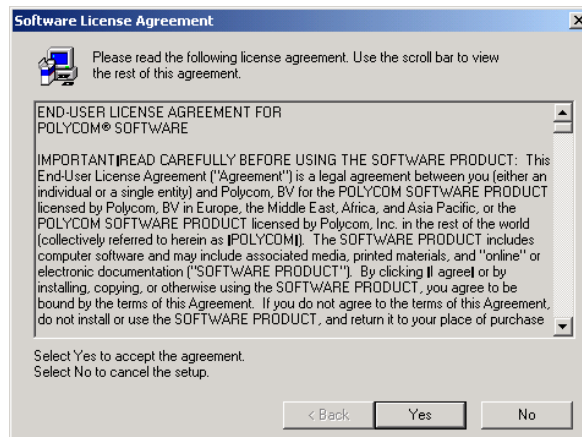 Software License Agreement
Please read the following license agreement. Use the scroll bar to view
the rest of this agreement.
END-USER LICENSE AGREEMENT FOR
POLYCOM® SOFTWARE
IMPORTANT|READ CAREFULLY BEFORE USING THE SOFTWARE PRODUCT: This
End-User License Agreement ("Agreement") is a legal agreement between you (either an
individual or a single entity) and Polycom, BV for the POLYCOM SOFTWARE PRODUCT
licensed by Polycom, BV in Europe, the Middle East, Africa, and Asia Pacific, or the
POLYCOM SOFTWARE PRODUCT licensed by Polycom, Inc. in the rest of the world
(collectively referred to herein as |POLYCOM|). The SOFTWARE PRODUCT includes
computer software and may include associated media, printed materials, and "online" or
electronic documentation ("SOFTWARE PRODUCT"). By clicking |I agree| or by
installing, copying, or otherwise using the SOFTWARE PRODUCT, you agree to be
bound by the terms of this Agreement. If you do not agree to the terms of this Agreement,
do not install or use the SOFTWARE PRODUCT, and return it to your place of purchase
Select Yes to accept the agreement.
Select No to cancel the setup.
< Back Yes No